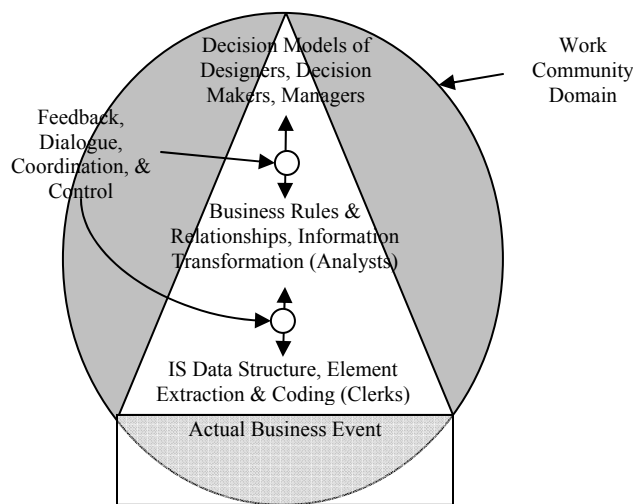 Decision Models of
Designers, Decision
Makers, Managers
Work
Community
Domain
Feedback,
Dialogue,
Coordination, &
Control
Business Rules &
Relationships, Information
Transformation (Analysts)
IS Data Structure, Element
Extraction & Coding (Clerks)
Actual Business Event